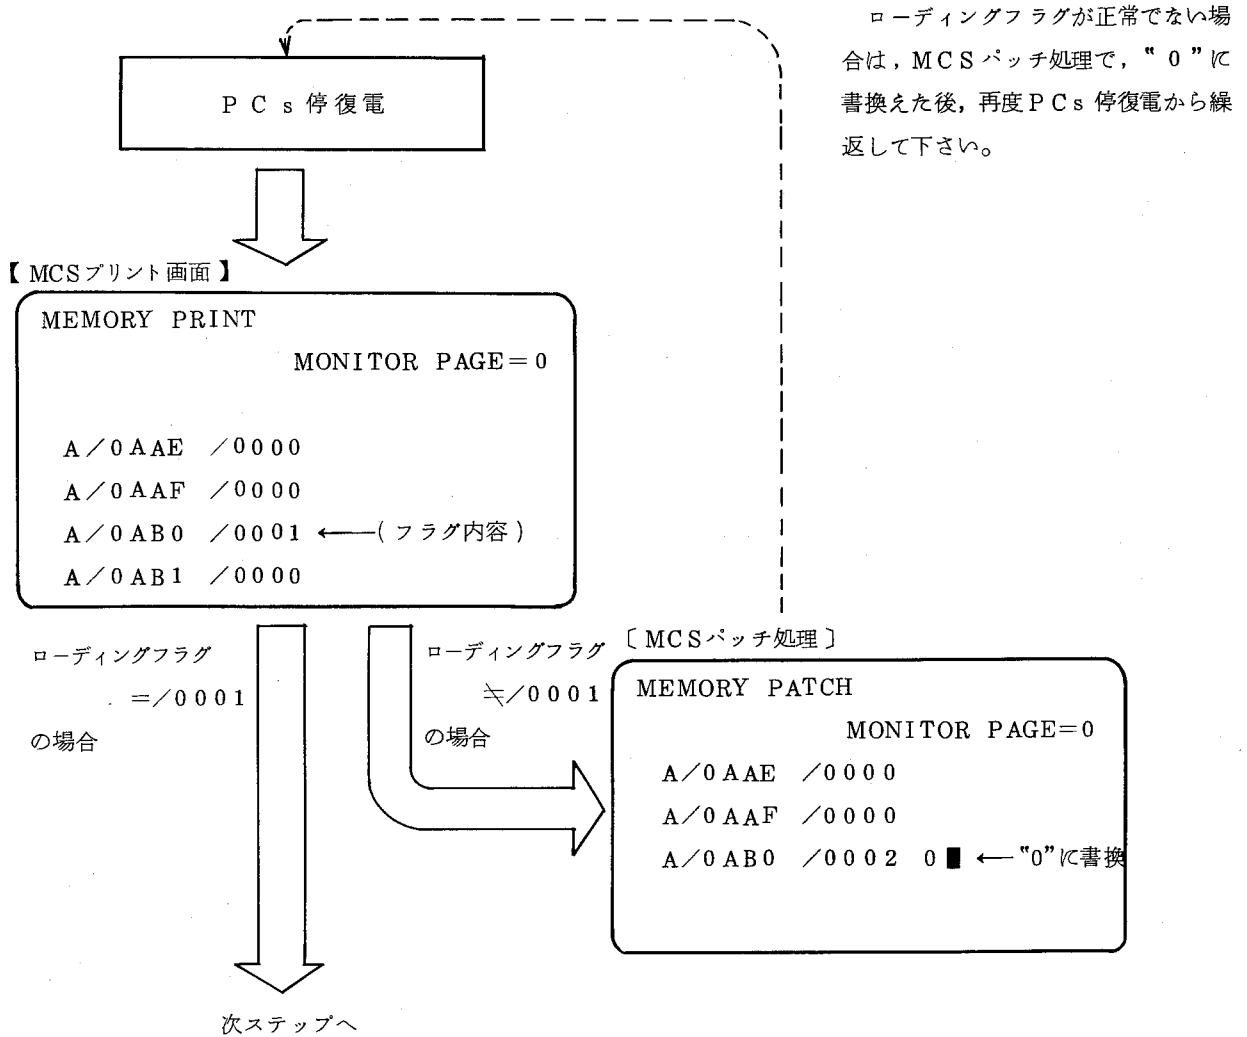 ローディングフラグが正常でない場
合は，MCSパッチ処理で，“０”に
書換えた後，再度PCs停復電から繰
返して下さい。
PCs停復電
【MCSプリント画面】
MEMORY PRINT
MONITOR PAGE=0
A／0AAE ／0000
A／0AAF ／0000
A／0AB0 ／0001 ←(フラグ内容)
A／0AB1 ／0000
ローディングフラグ
=／0001
の場合
ローディングフラグ
≒／0001
の場合
〔MCSパッチ処理〕
MEMORY PATCH
MONITOR PAGE=0
A／0AAE ／0000
A／0AAF ／0000
A／0AB0 ／0002 0■ ←“0”に書換
次ステップへ